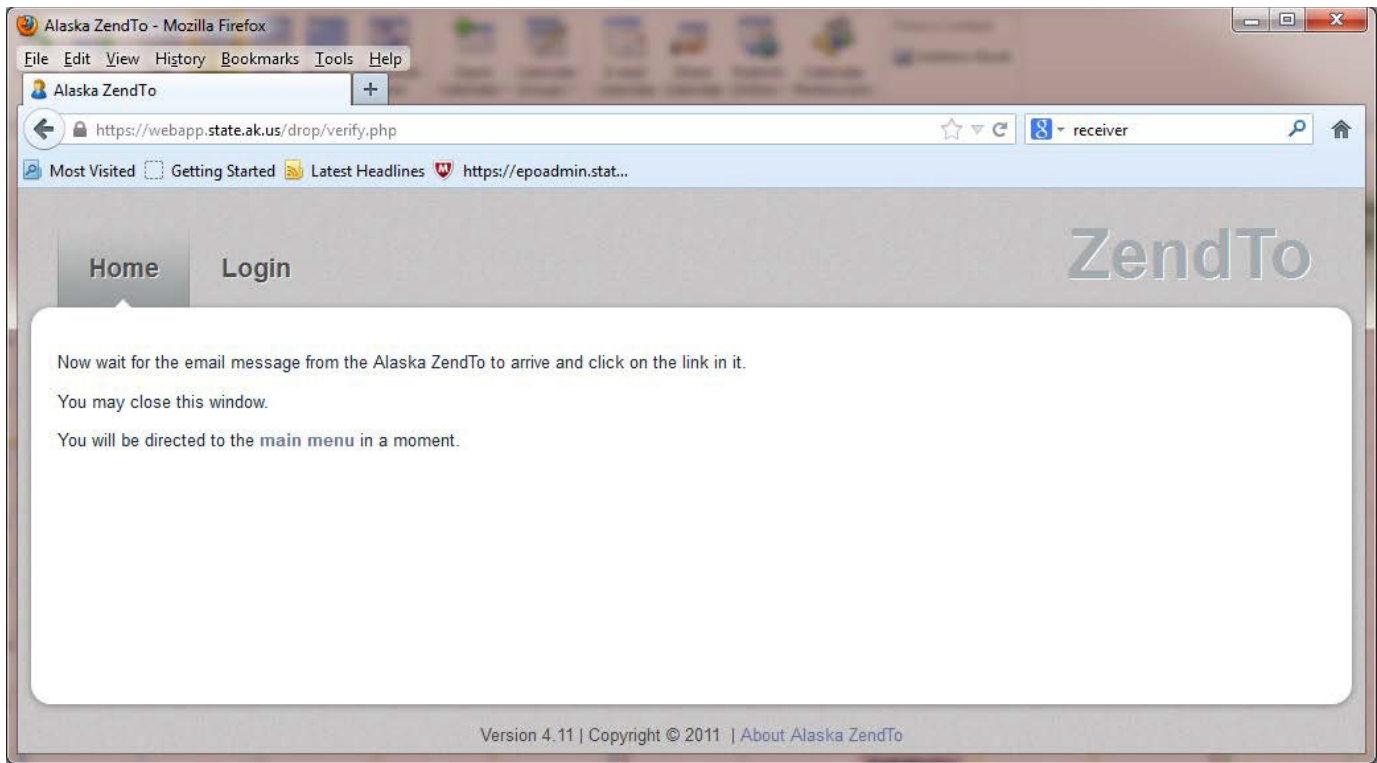 Alaska ZendTo - Mozilla Firefox
File Edit View History Bookmarks Tools Help
Alaska ZendTo +
https://webapp.state.ak.us/drop/verify.php 8 receiver
Most Visited Getting Started Latest Headlines https://epoadmin.stat...
ZendTo
Home Login
Now wait for the email message from the Alaska ZendTo to arrive and click on the link in it.
You may close this window.
You will be directed to the main menu in a moment.
Version 4.11 | Copyright © 2011 | About Alaska ZendTo